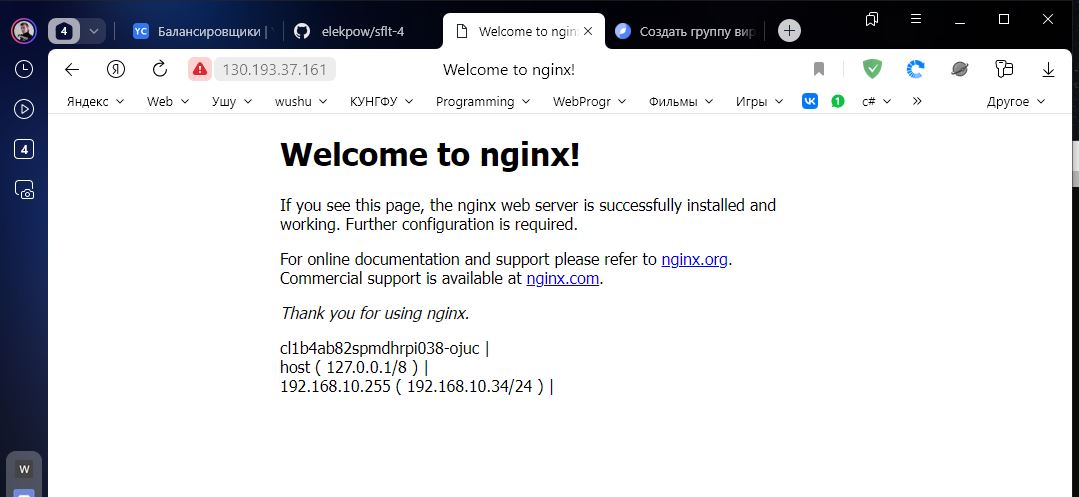 4
YC Балансировщики |
elekpow/sflt-4
Welcome to ngin
Создать группу вир
Я
130.193.37.161
Welcome to nginx!
Яндекс
Web
Ушу
wushu
КУНГФУ
Programming
WebProgr
Фильмы
Игры
VK
1
c#
»
Другое
4
Welcome to nginx!
If you see this page, the nginx web server is successfully installed and
working. Further configuration is required.
For online documentation and support please refer to nginx.org.
Commercial support is available at nginx.com.
Thank you for using nginx.
cl1b4ab82spmdhrpi038-ojuc |
host ( 127.0.0.1/8 ) |
192.168.10.255 ( 192.168.10.34/24 ) |
W